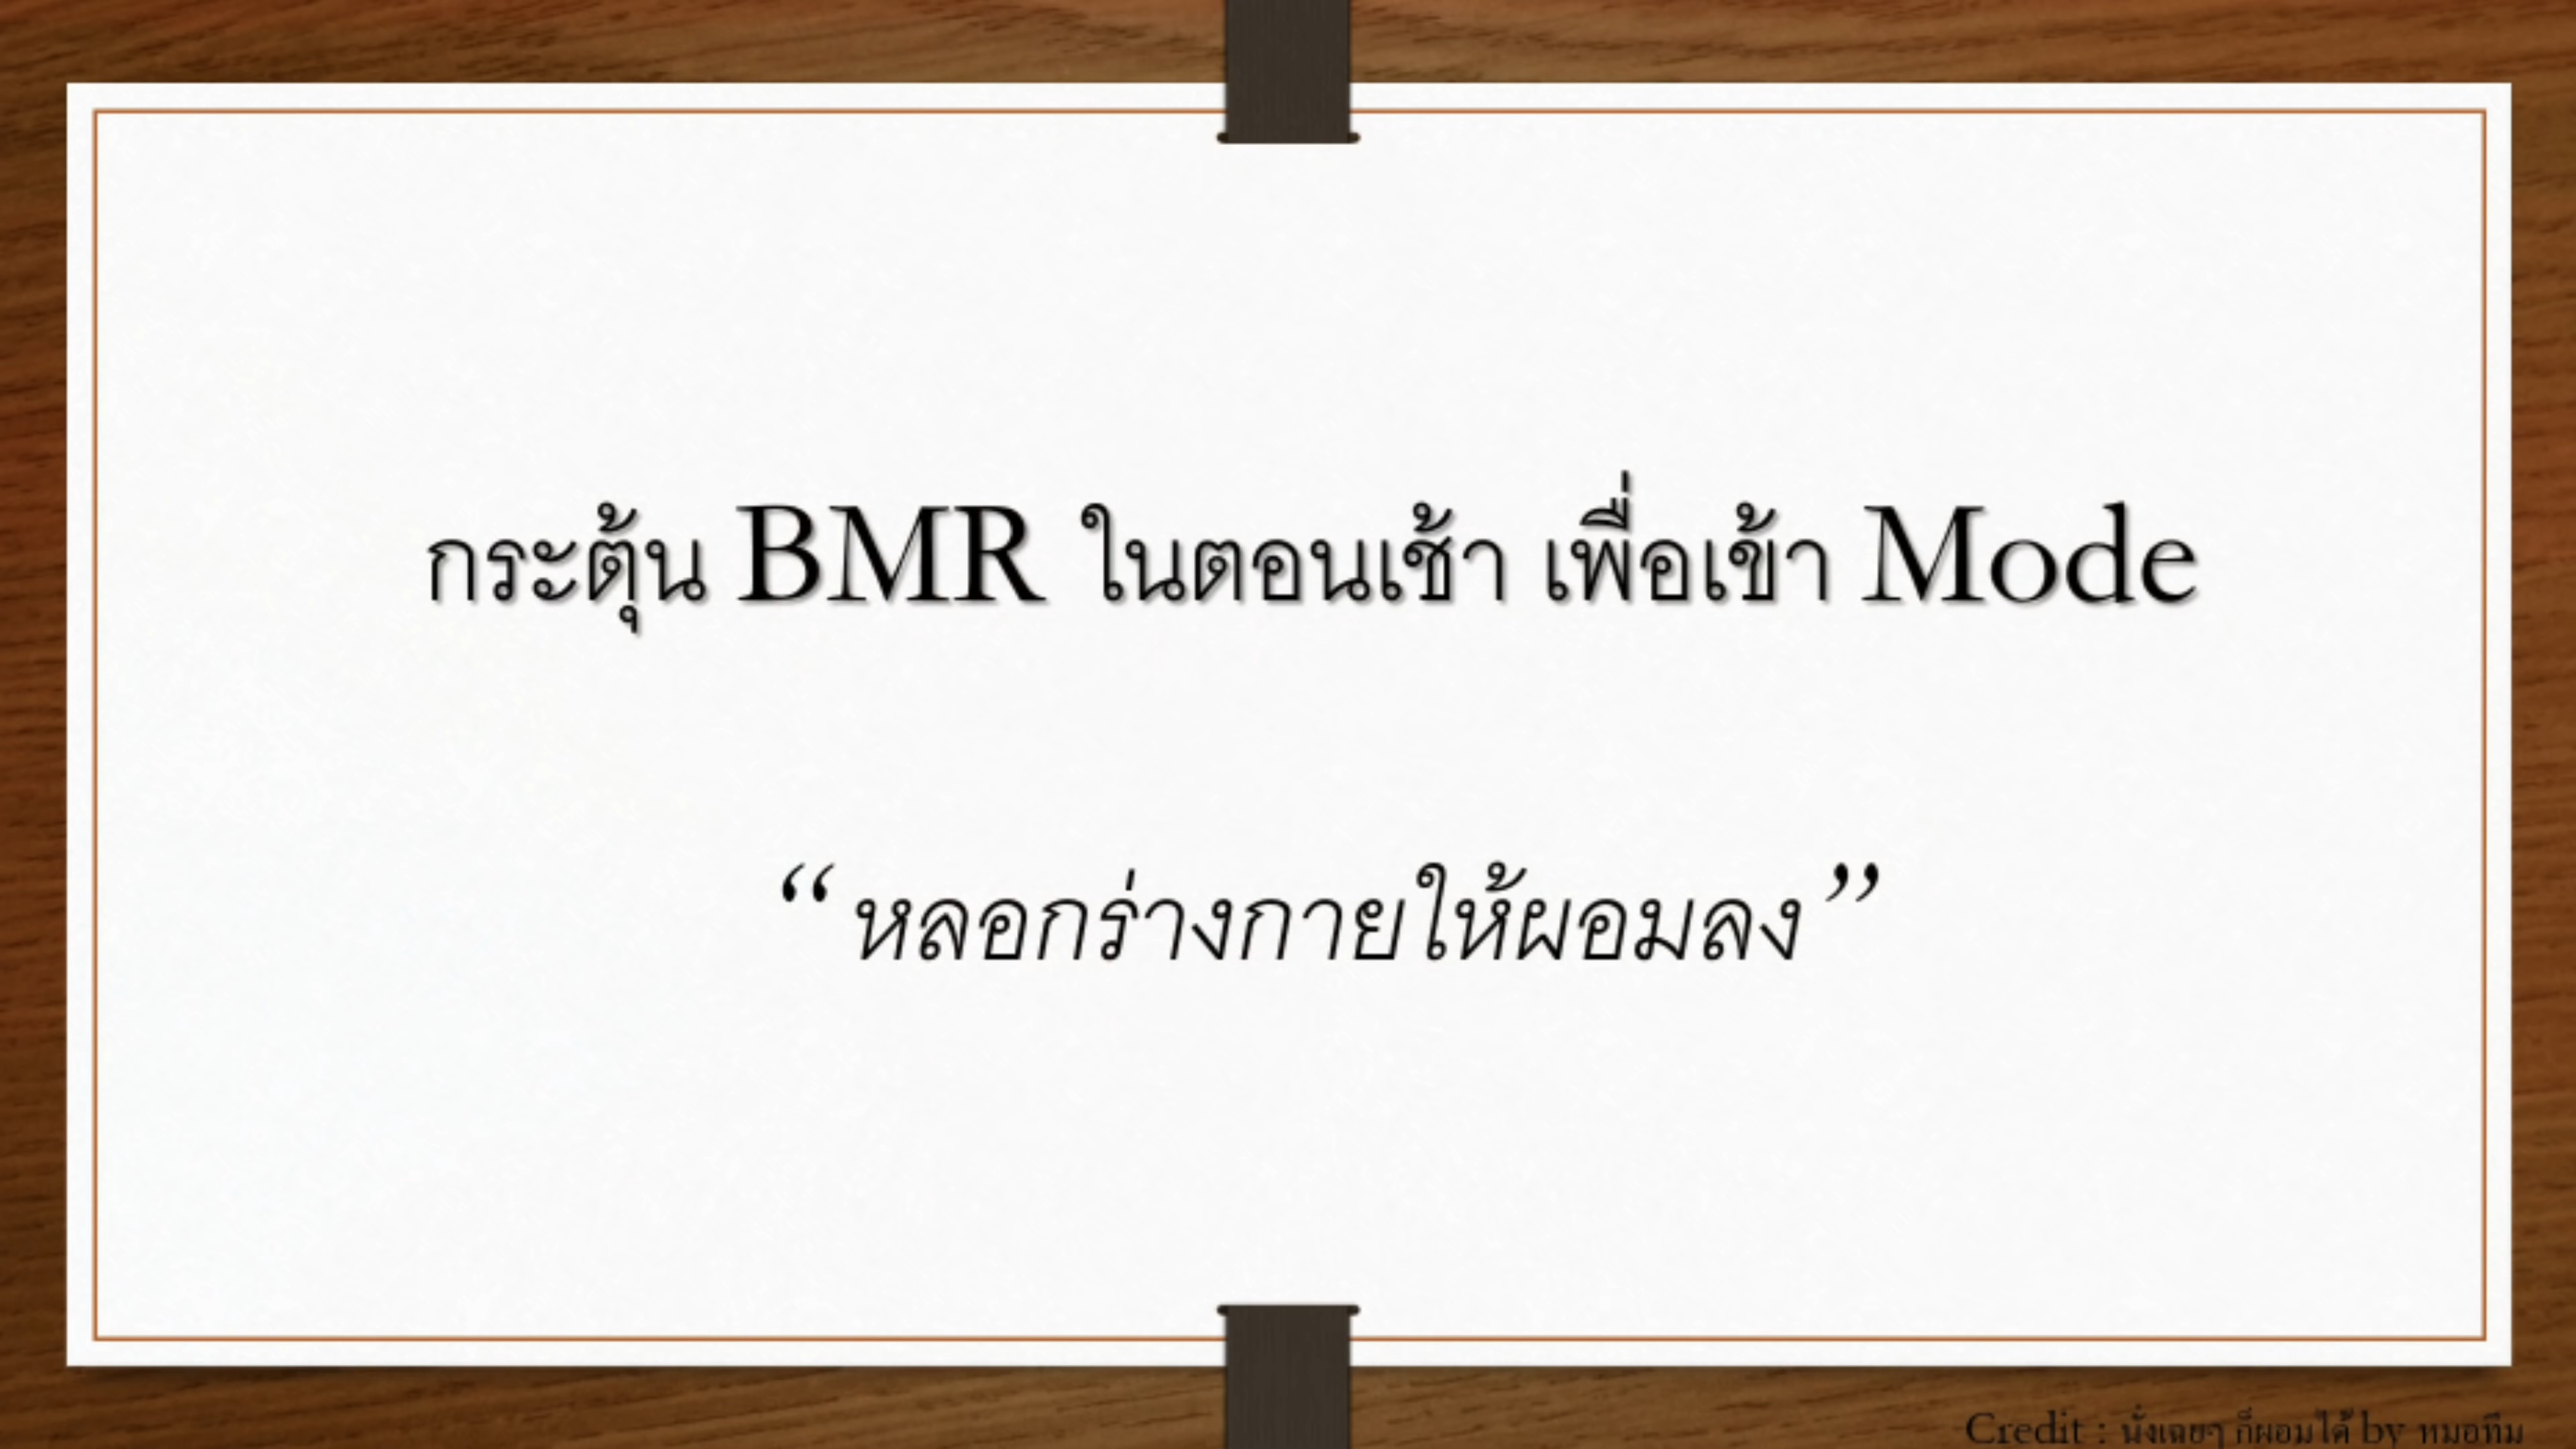 กระตุ้น BMR ในตอนเช้า เพื่อเข้า Mode
“ หลอกร่างกายให้ผอมลง ”
Credit : นั่งเฉยๆ ก็ผอมได้ by หมอทีม